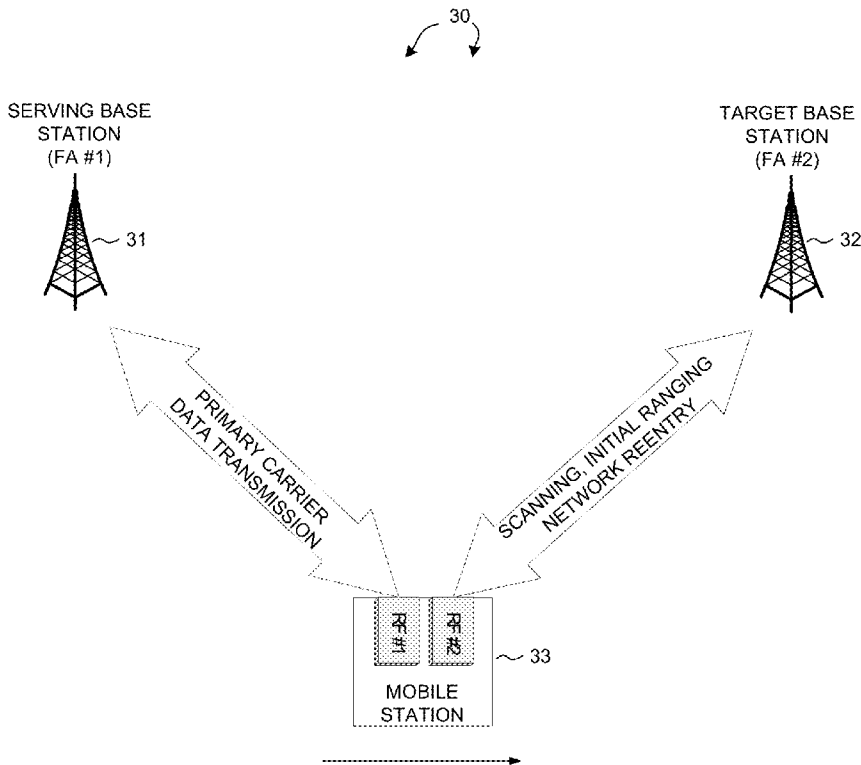 30
SERVING BASE
STATION
(FA #1)
TARGET BASE
STATION
(FA #2)
31
32
PRIMARY CARRIER
DATA TRANSMISSION
SCANNING, INITIAL RANGING
NETWORK REENTRY
RF #1
RF #2
33
MOBILE
STATION